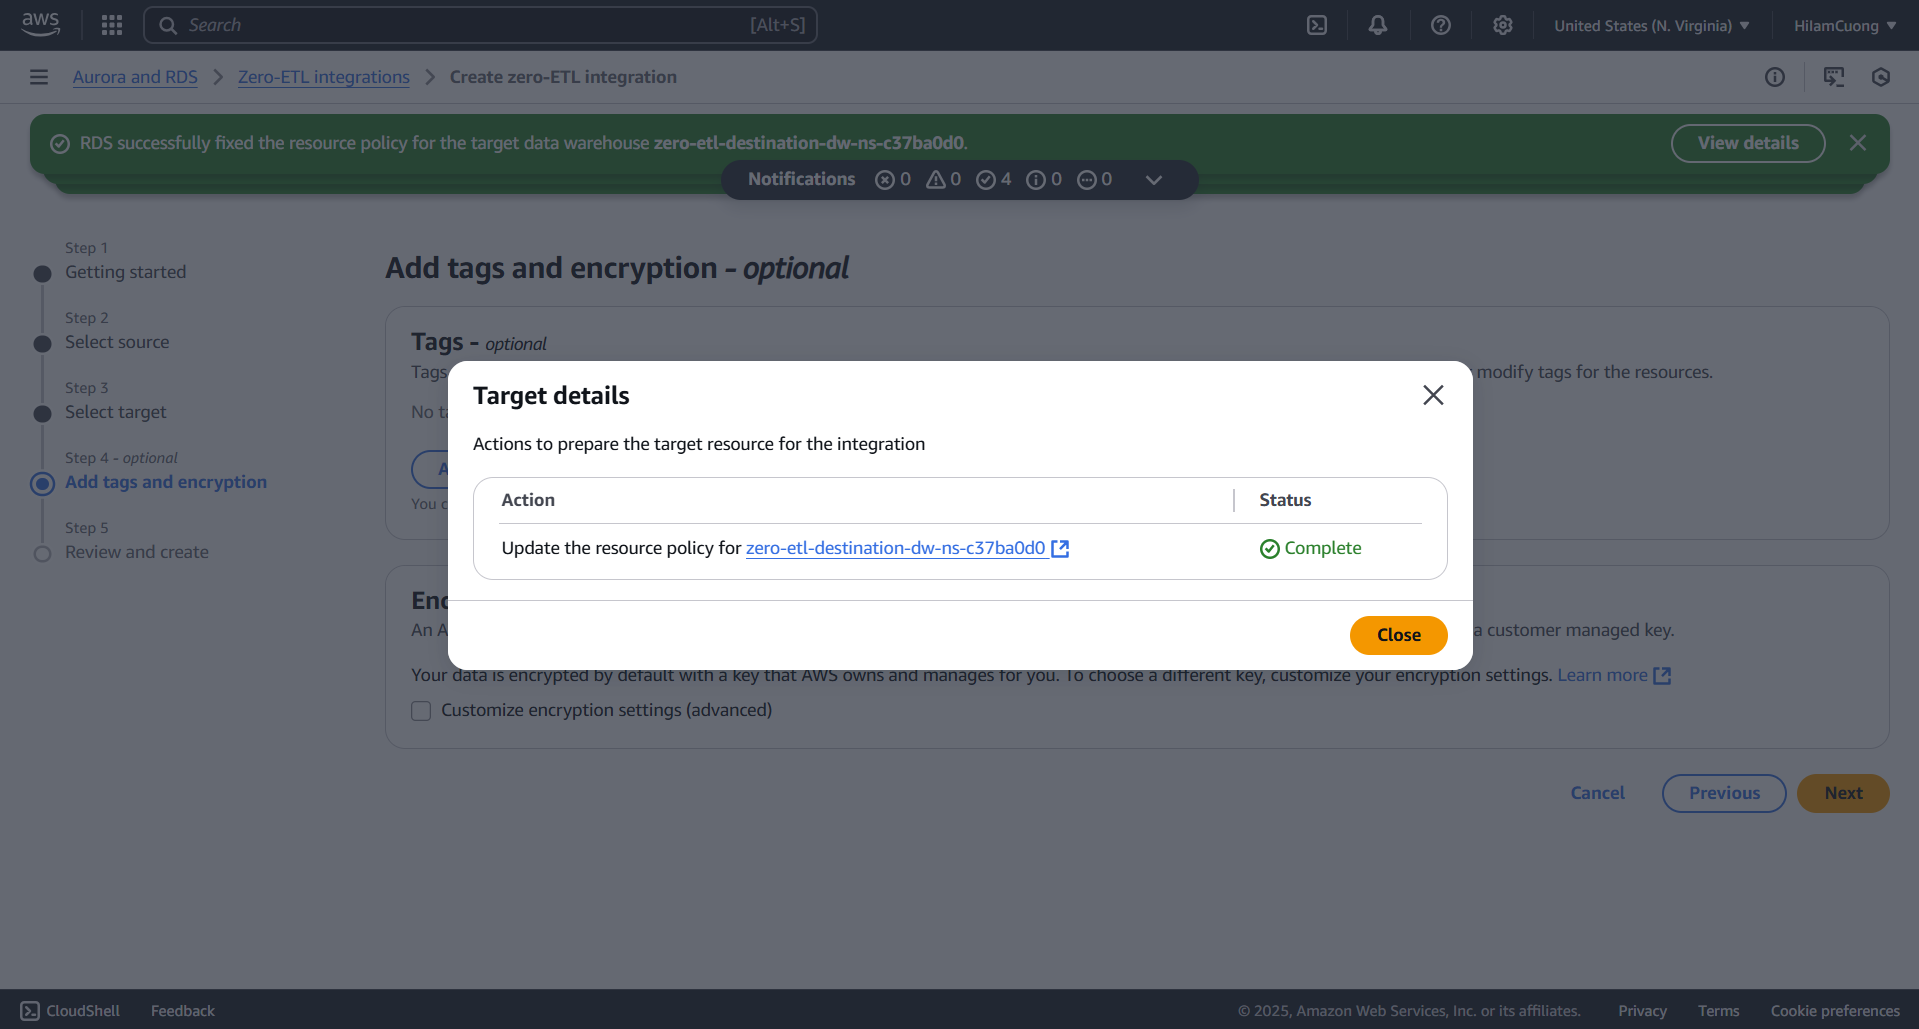 aws
Search
[Alt+S]
United States (N. Virginia)
HilamCuong
Aurora and RDS
Zero-ETL integrations
Create zero-ETL integration
RDS successfully fixed the resource policy for the target data warehouse zero-etl-destination-dw-ns-c37ba0d0.
View details
Notifications 0 0 4 0 0
Step 1
Getting started
Step 2
Select source
Step 3
Select target
Step 4 - optional
Add tags and encryption
Step 5
Review and create
Add tags and encryption - optional
Tags - optional
Tags
modify tags for the resources.
No
You
Target details
Actions to prepare the target resource for the integration
Action
Status
Update the resource policy for zero-etl-destination-dw-ns-c37ba0d0
Complete
Close
An
a customer managed key.
Your data is encrypted by default with a key that AWS owns and manages for you. To choose a different key, customize your encryption settings. Learn more
Customize encryption settings (advanced)
Cancel
Previous
Next
CloudShell
Feedback
© 2025, Amazon Web Services, Inc. or its affiliates.
Privacy
Terms
Cookie preferences